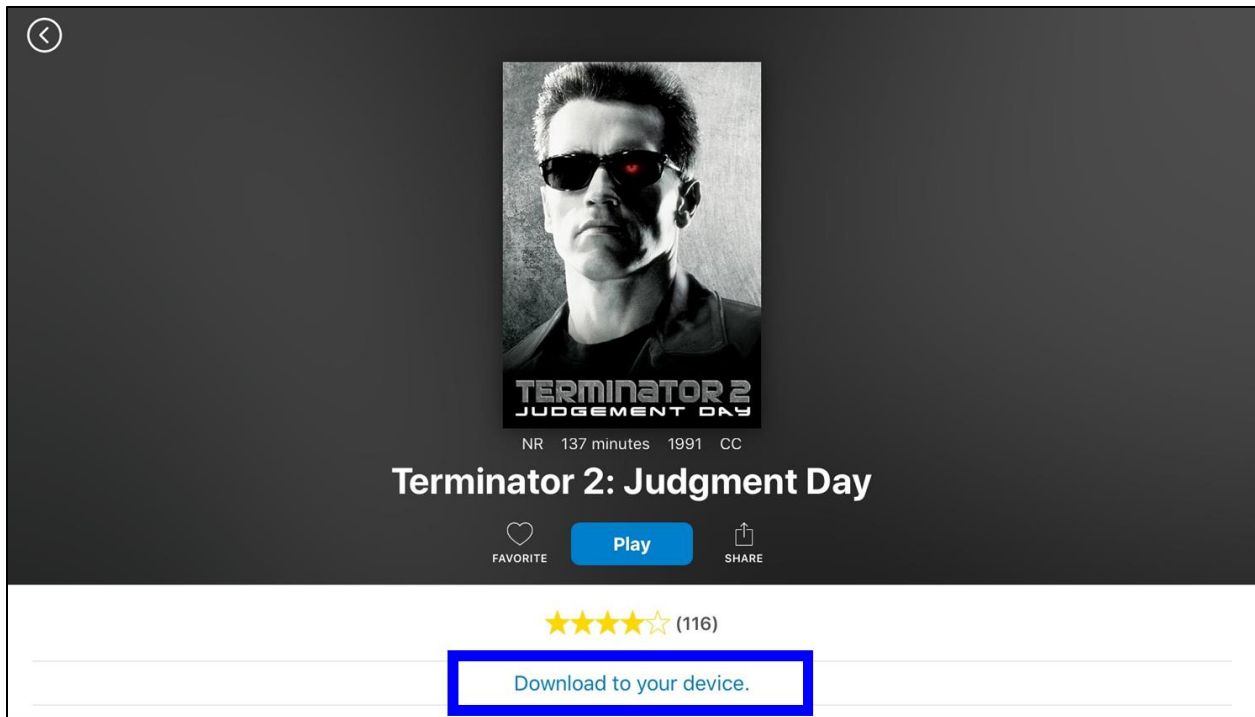 TERMINATOR 2
JUDGEMENT DAY
NR 137 minutes 1991 CC
Terminator 2: Judgment Day
FAVORITE Play SHARE
(116)
Download to your device.